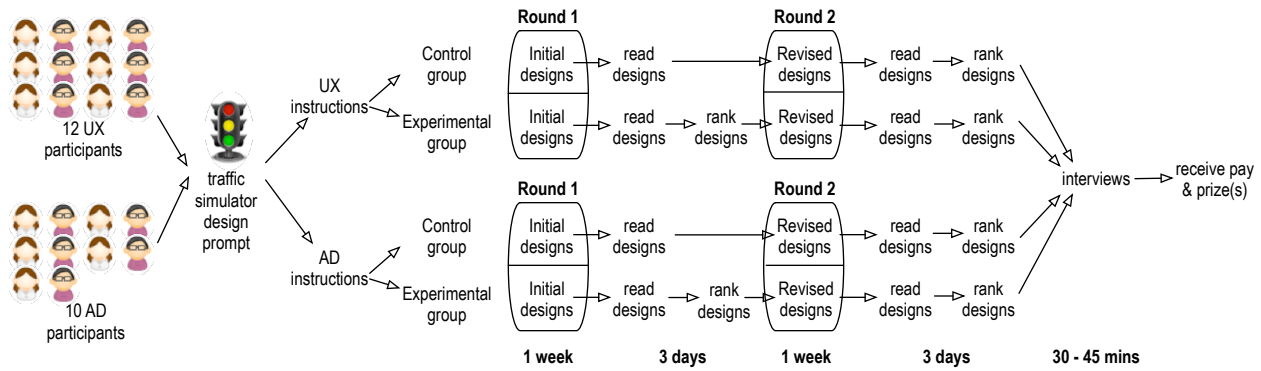 12 UX
participants
10 AD
participants
traffic
simulator
design
prompt
UX
instructions
Control
group
Experimental
group
Round 1
Initial
designs
read
designs
Round 2
Revised
designs
read
designs
rank
designs
Initial
designs
read
designs
rank
designs
Revised
designs
read
designs
rank
designs
AD
instructions
Control
group
Experimental
group
Round 1
Initial
designs
read
designs
Round 2
Revised
designs
read
designs
rank
designs
Initial
designs
read
designs
rank
designs
Revised
designs
read
designs
rank
designs
interviews
receive pay
& prize(s)
1 week
3 days
1 week
3 days
30 - 45 mins